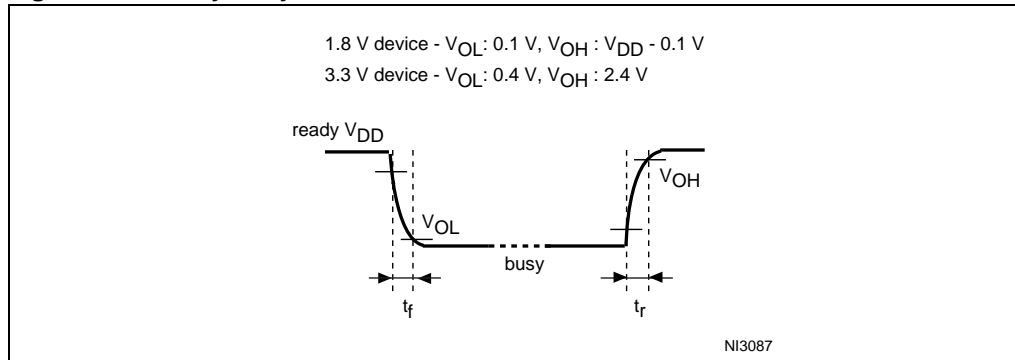 1.8 V device - VOL: 0.1 V, VOH : VDD - 0.1 V
3.3 V device - VOL: 0.4 V, VOH : 2.4 V
ready VDD
VOH
VOL
busy
tf
tr
NI3087